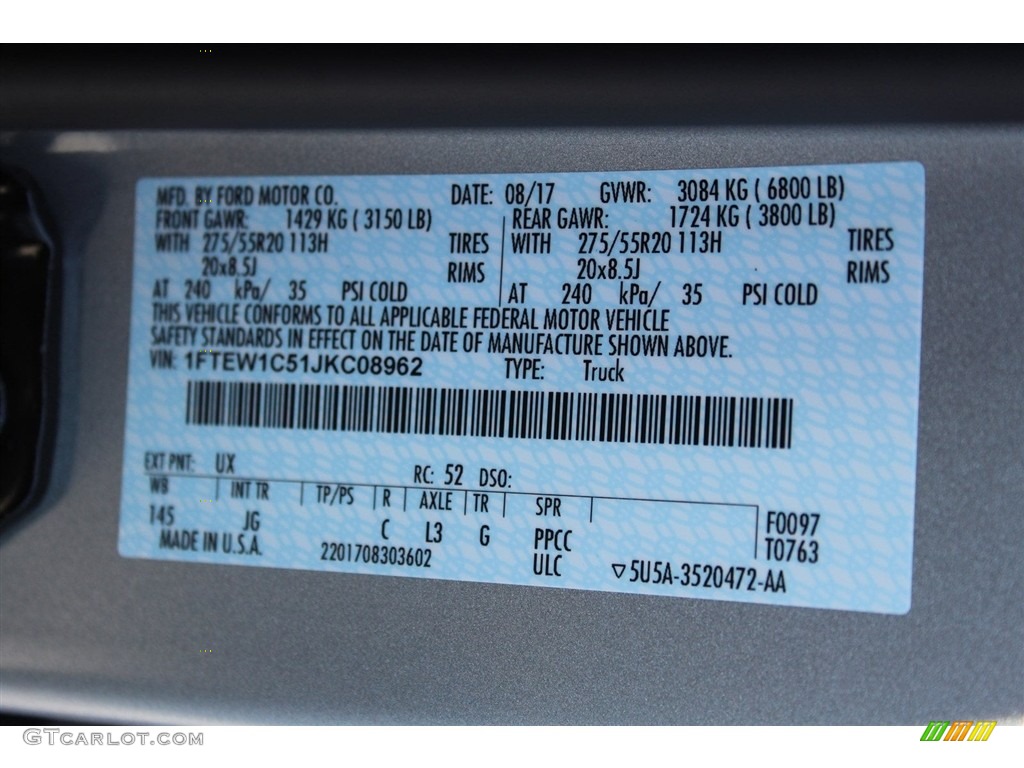 MFD. BY FORD MOTOR CO. DATE: 08/17 GVWR: 3084 KG ( 6800 LB)
FRONT GAWR: 1429 KG ( 3150 LB) REAR GAWR: 1724 KG ( 3800 LB)
WITH 275/55R20 113H TIRES WITH 275/55R20 113H TIRES
20x8.5J RIMS 20x8.5J RIMS
AT 240 kPa/ 35 PSI COLD AT 240 kPa/ 35 PSI COLD
THIS VEHICLE CONFORMS TO ALL APPLICABLE FEDERAL MOTOR VEHICLE
SAFETY STANDARDS IN EFFECT ON THE DATE OF MANUFACTURE SHOWN ABOVE.
VIN: 1FTEW1C51JKC08962 TYPE: Truck
EXT PNT: UX RC: 52 DSO:
WB INT TR TP/PS R AXLE TR SPR
145 JG C L3 G PPCC F0097
MADE IN U.S.A. 2201708303602 ULC T0763
▽5U5A-3520472-AA
GTCARLOT.COM